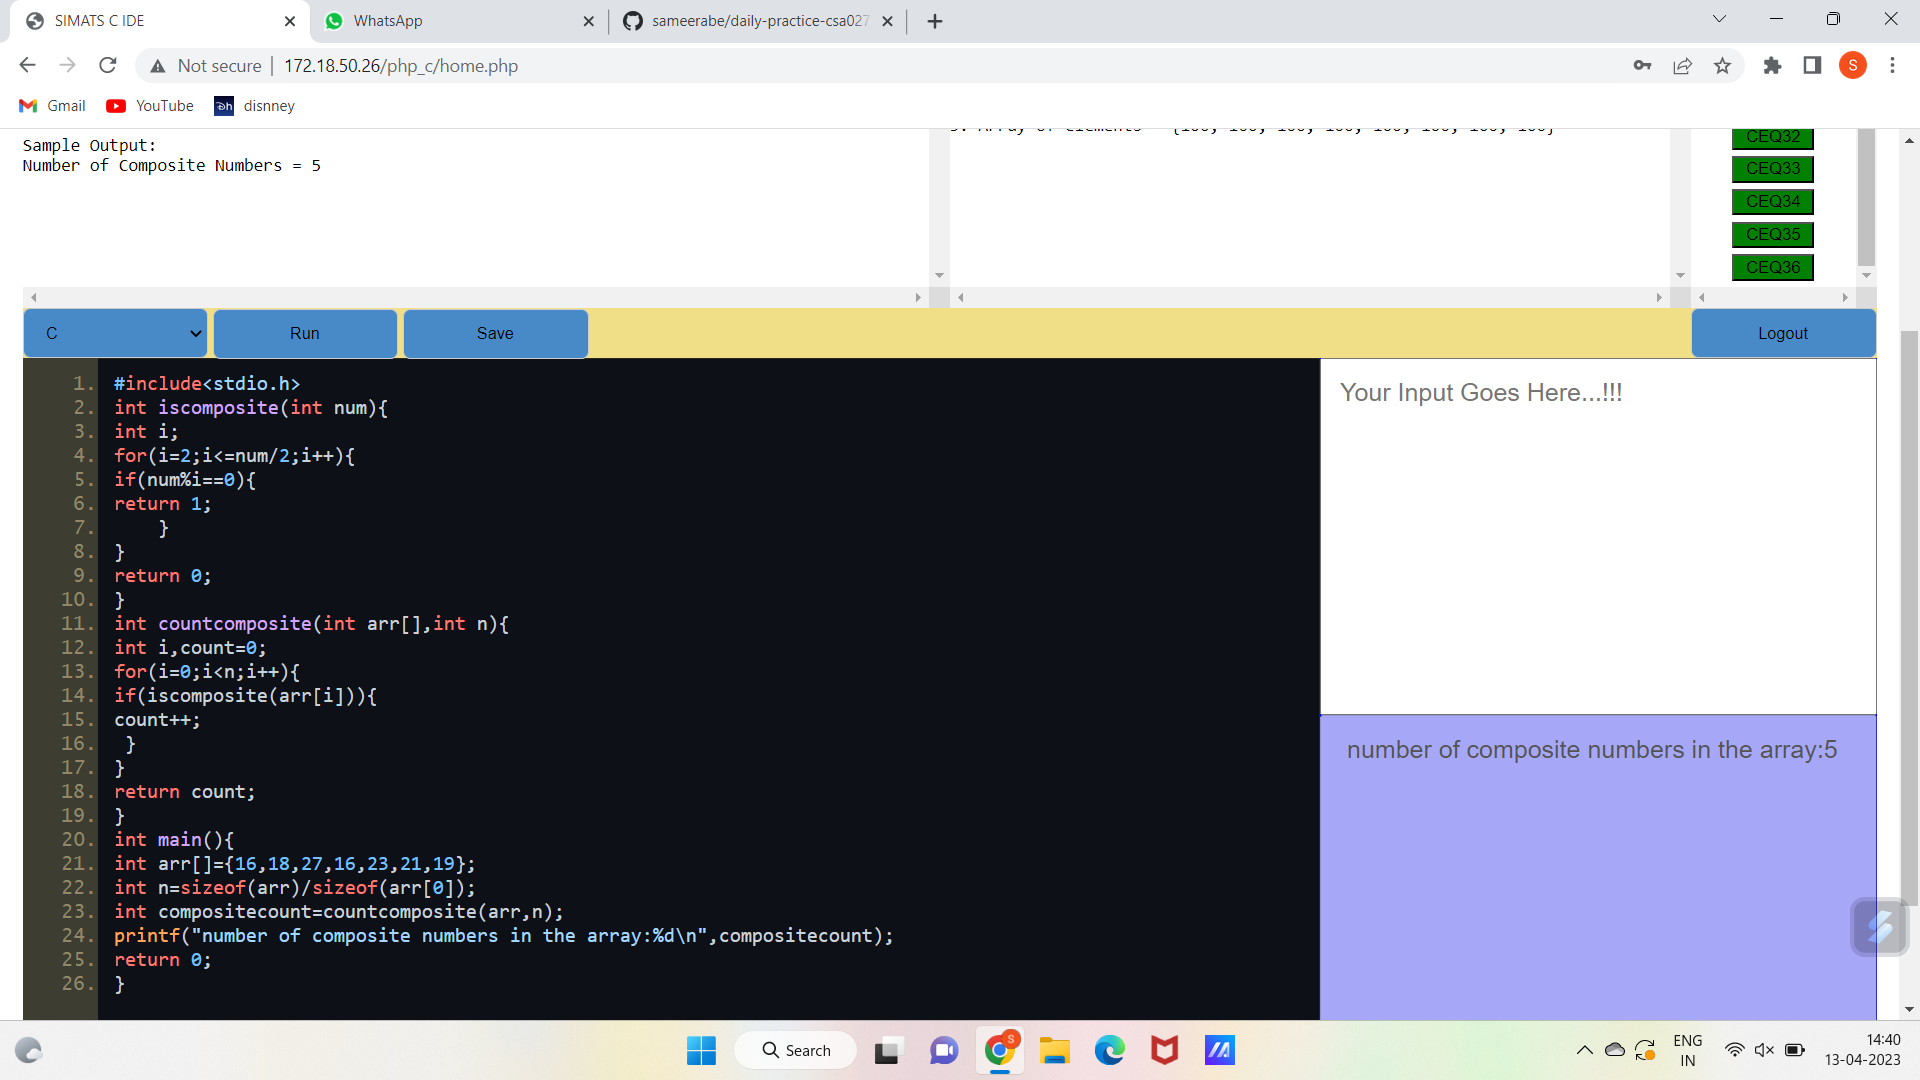 SIMATS C IDE
WhatsApp
sameerabe/daily-practice-csa027
Not secure
172.18.50.26/php_c/home.php
S
Gmail
YouTube
disnney
Sample Output:
Number of Composite Numbers = 5
CEQ32
CEQ33
CEQ34
CEQ35
CEQ36
C
Run
Save
Logout
1. #include<stdio.h>
2. int iscomposite(int num){
3. int i;
4. for(i=2;i<=num/2;i++){
5. if(num%i==0){
6. return 1;
7.     }
8. }
9. return 0;
10. }
11. int countcomposite(int arr[],int n){
12. int i,count=0;
13. for(i=0;i<n;i++){
14. if(iscomposite(arr[i])){
15. count++;
16.  }
17. }
18. return count;
19. }
20. int main(){
21. int arr[]={16,18,27,16,23,21,19};
22. int n=sizeof(arr)/sizeof(arr[0]);
23. int compositecount=countcomposite(arr,n);
24. printf("number of composite numbers in the array:%d\n",compositecount);
25. return 0;
26. }
Your Input Goes Here...!!!
number of composite numbers in the array:5
Search
S
ENG
IN
14:40
13-04-2023